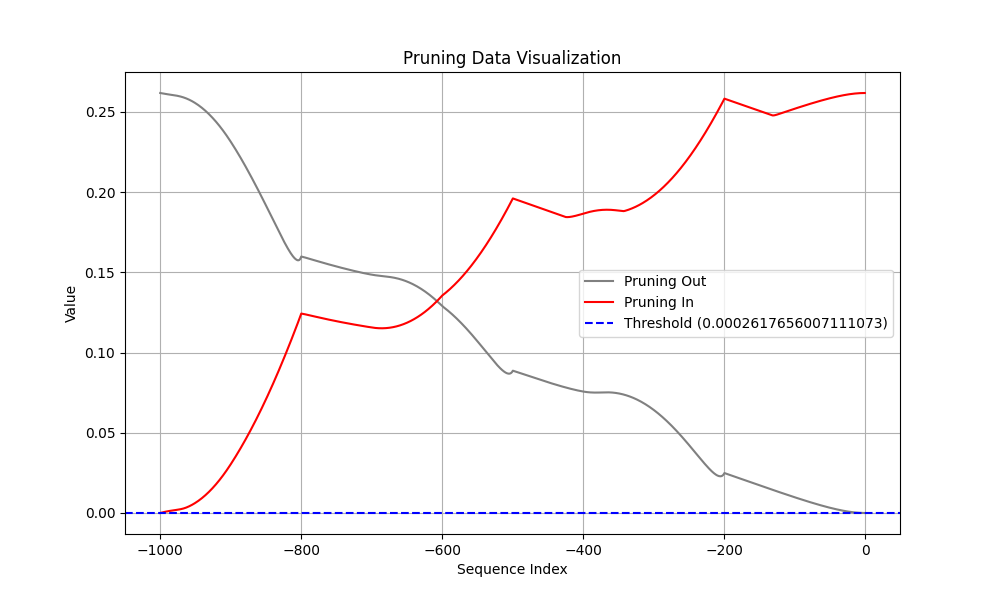 Pruning Data Visualization
Value
0.25
0.20
0.15
0.10
0.05
0.00
Pruning Out
Pruning In
Threshold (0.0002617656007111073)
−1000
−800
−600
−400
−200
0
Sequence Index